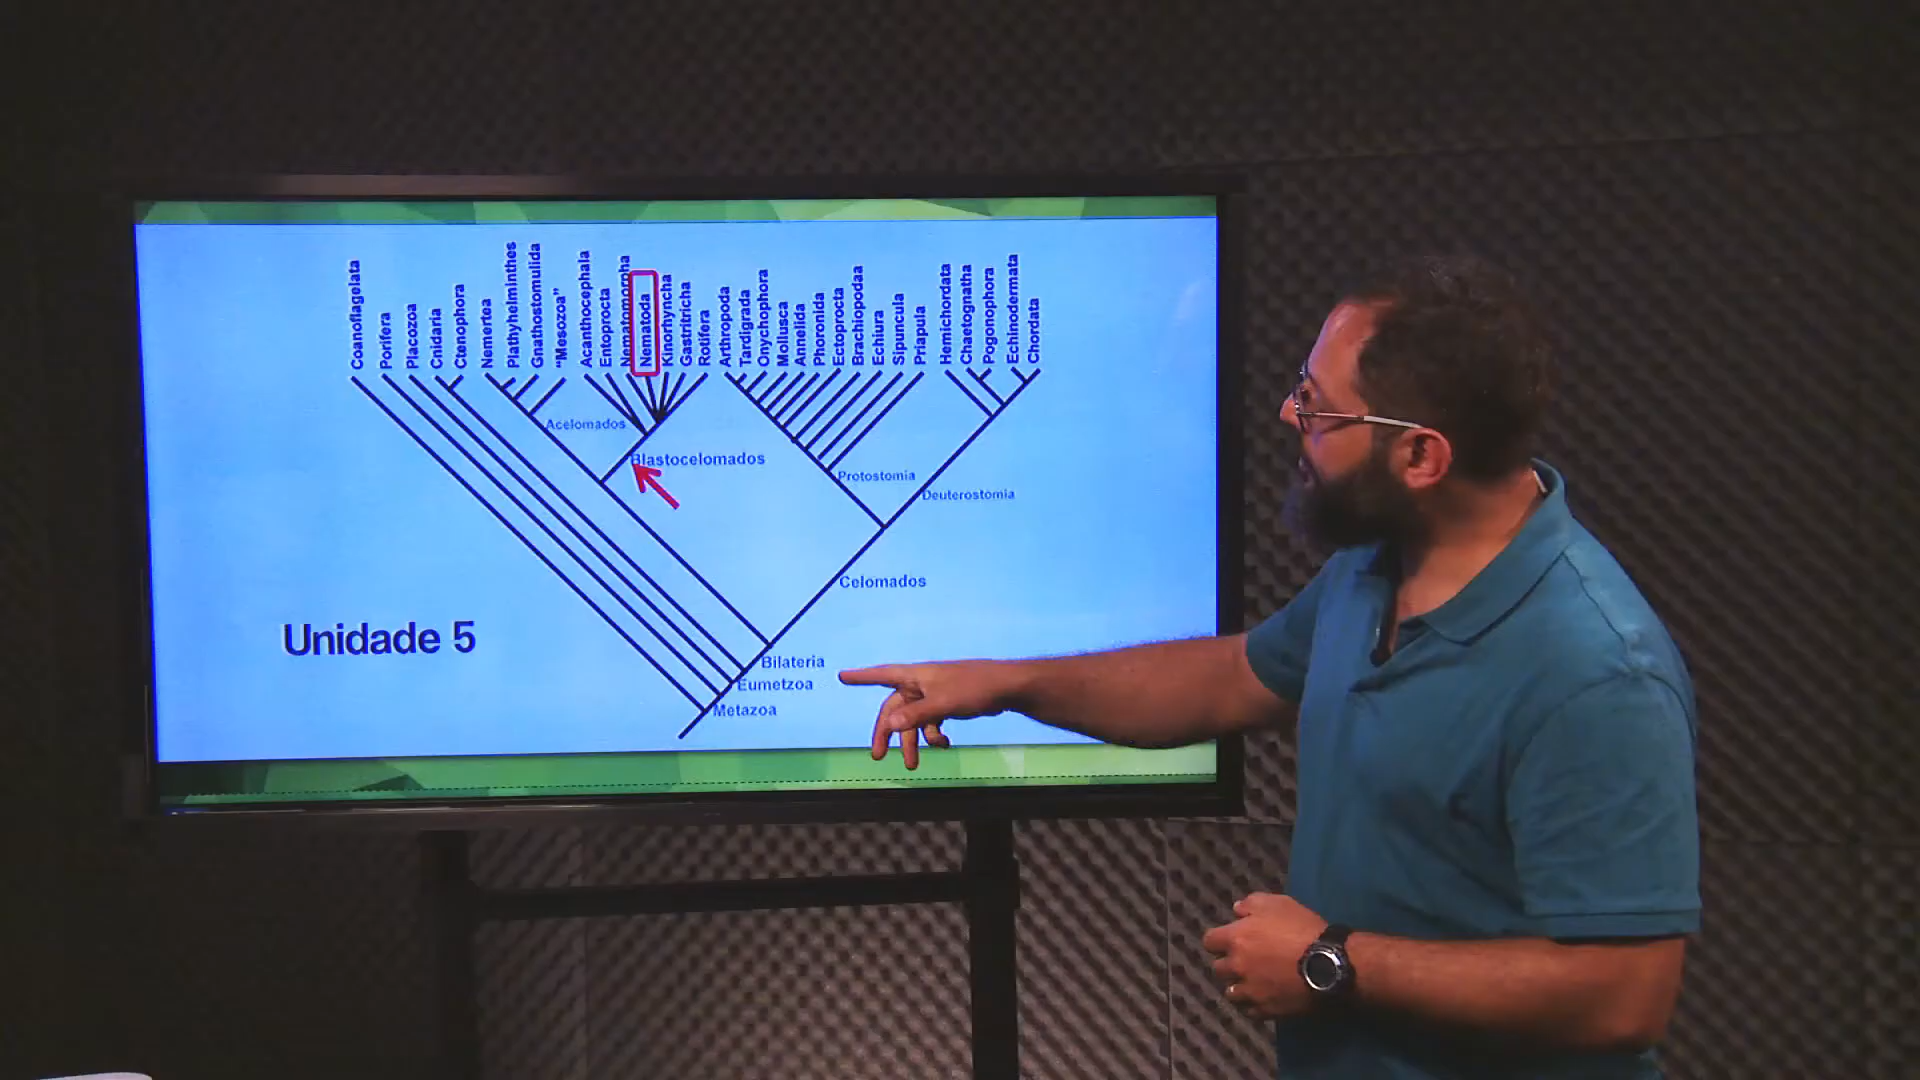 Coanoflagelata
Porifera
Placozoa
Cnidaria
Ctenophora
Nemertea
Plathyhelminthes
Gnathostomulida
"Mesozoa"
Acanthocephala
Entoprocta
Nematomorpha
Nematoda
Kinorhyncha
Gastritricha
Rotífera
Arthropoda
Tardigrada
Onychophora
Mollusca
Annelida
Phoronida
Ectoprocta
Brachiopodaa
Echiura
Sipuncula
Priapula
Hemichordata
Chaetognatha
Pogonophora
Echinodermata
Chordata
Acelomados
Blastocelomados
Protostomia
Deuterostomia
Celomados
Unidade 5
Bilateria
Eumetzoa
Metazoa